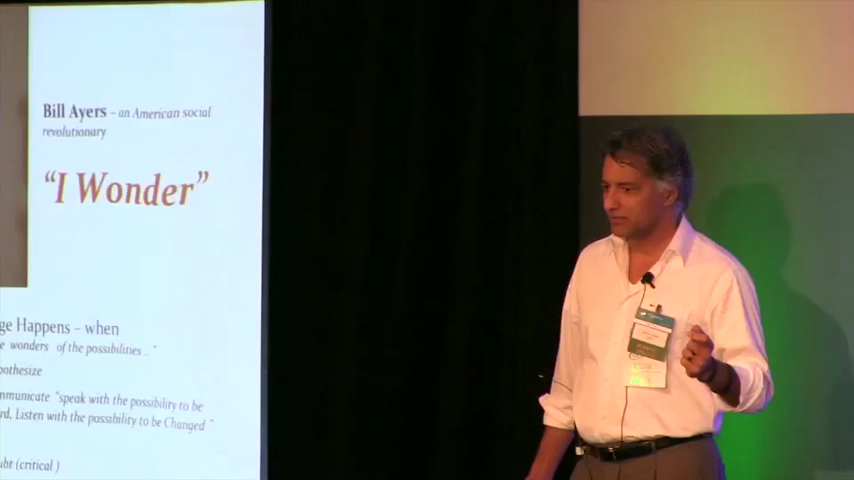 Bill Ayers – an American social
revolutionary
“I Wonder”
ge Happens – when
e wonders of the possibilities... "
pothesize
mmunicate "speak with the possibility to be
rd. Listen with the possibility to be Changed "
ubt (critical )